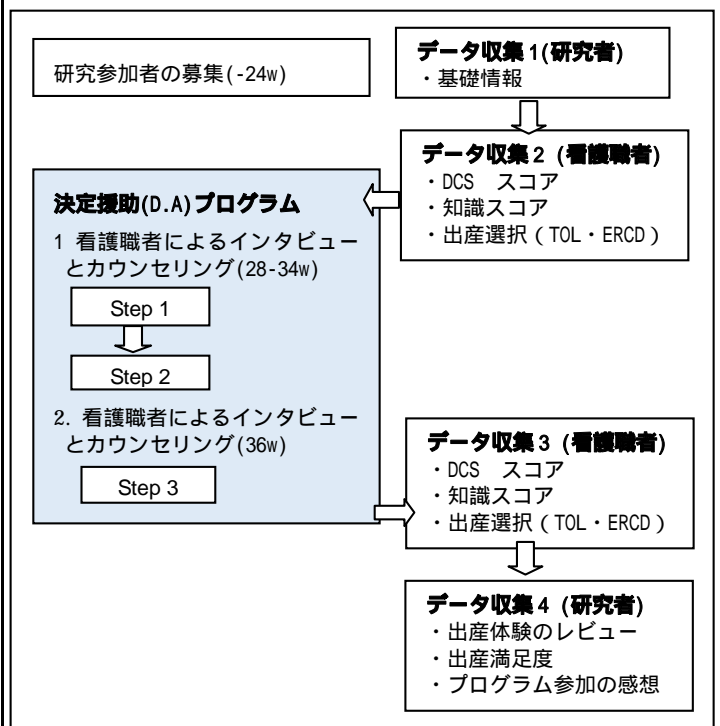 研究参加者の募集(-24w)
データ収集1(研究者)
・基礎情報
データ収集2 (看護職者)
・DCS スコア
・知識スコア
・出産選択（TOL・ERCD）
決定援助(D.A)プログラム
1 看護職者によるインタビュー
とカウンセリング(28-34w)
Step 1
Step 2
2. 看護職者によるインタビュー
とカウンセリング(36w)
Step 3
データ収集3 (看護職者)
・DCS スコア
・知識スコア
・出産選択（TOL・ERCD）
データ収集4 (研究者)
・出産体験のレビュー
・出産満足度
・プログラム参加の感想